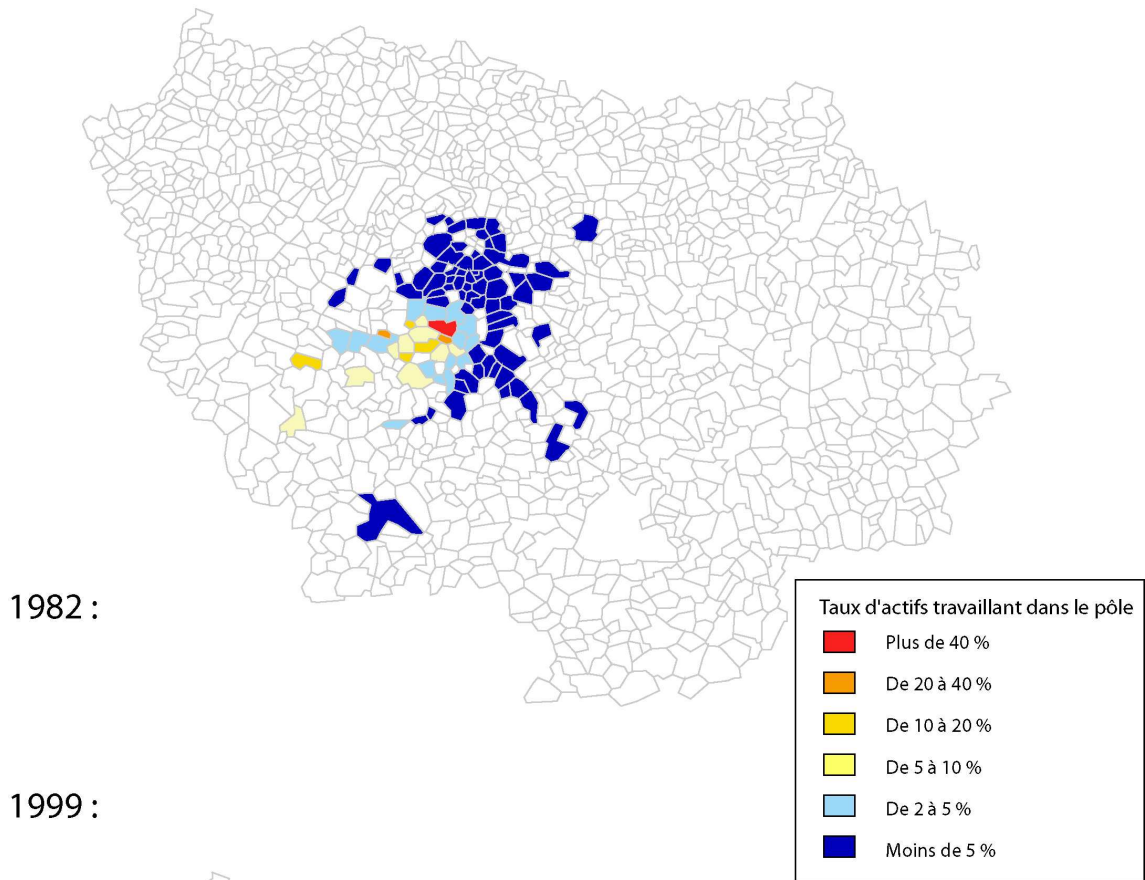 1982 :
Taux d'actifs travaillant dans le pôle
Plus de 40 %
De 20 à 40 %
De 10 à 20 %
De 5 à 10 %
De 2 à 5 %
Moins de 5 %
1999 :